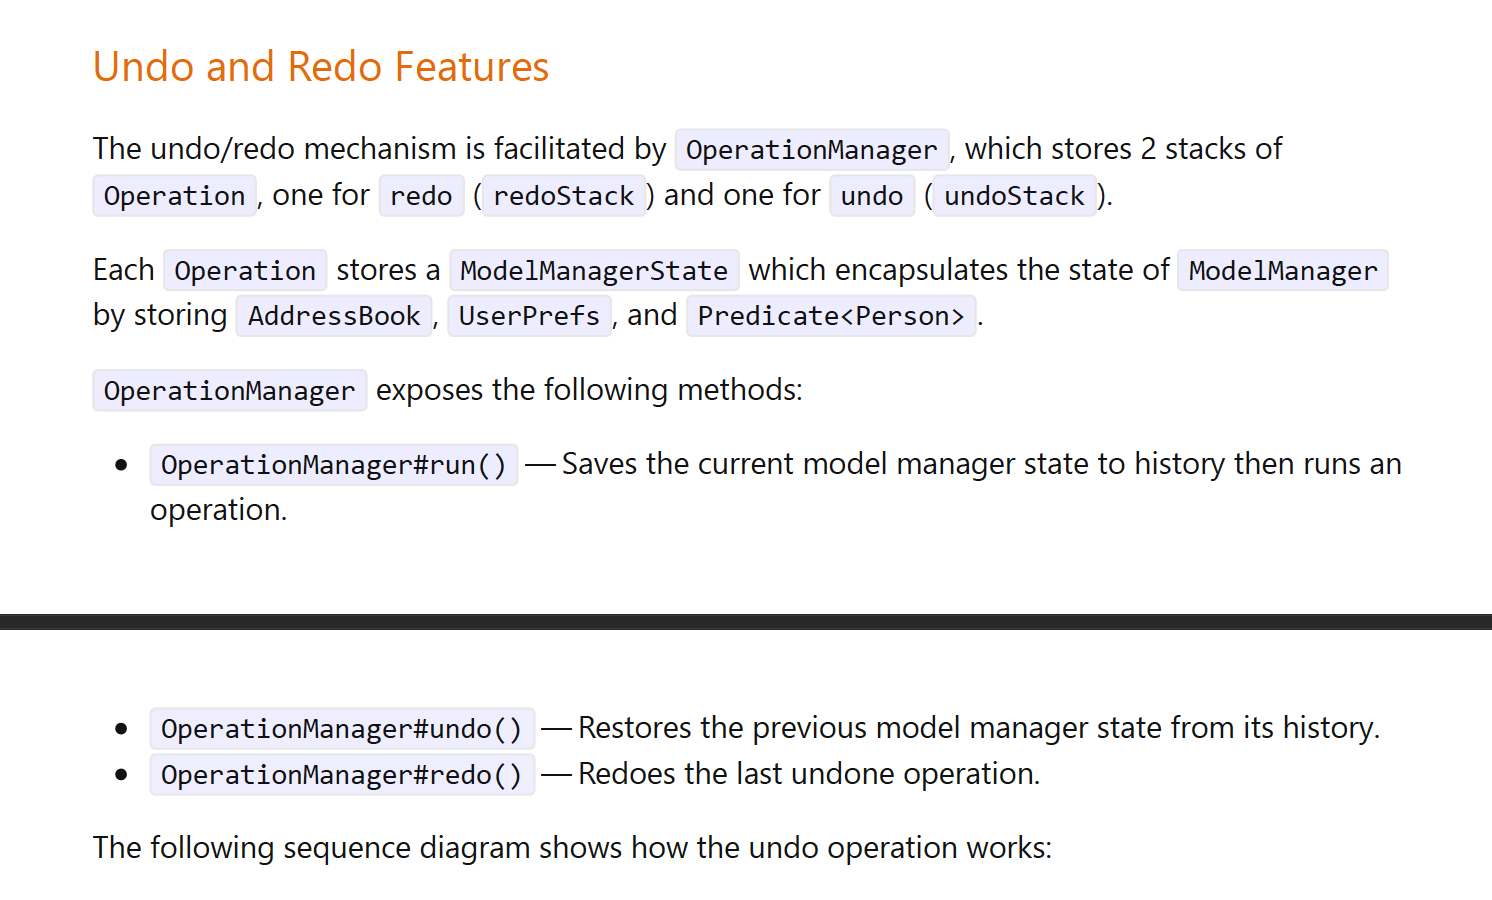 Undo and Redo Features
The undo/redo mechanism is facilitated by OperationManager, which stores 2 stacks of
Operation, one for redo (redoStack) and one for undo (undoStack).
Each Operation stores a ModelManagerState which encapsulates the state of ModelManager
by storing AddressBook, UserPrefs, and Predicate<Person>.
OperationManager exposes the following methods:
• OperationManager#run() — Saves the current model manager state to history then runs an
operation.
• OperationManager#undo() — Restores the previous model manager state from its history.
• OperationManager#redo() — Redoes the last undone operation.
The following sequence diagram shows how the undo operation works: